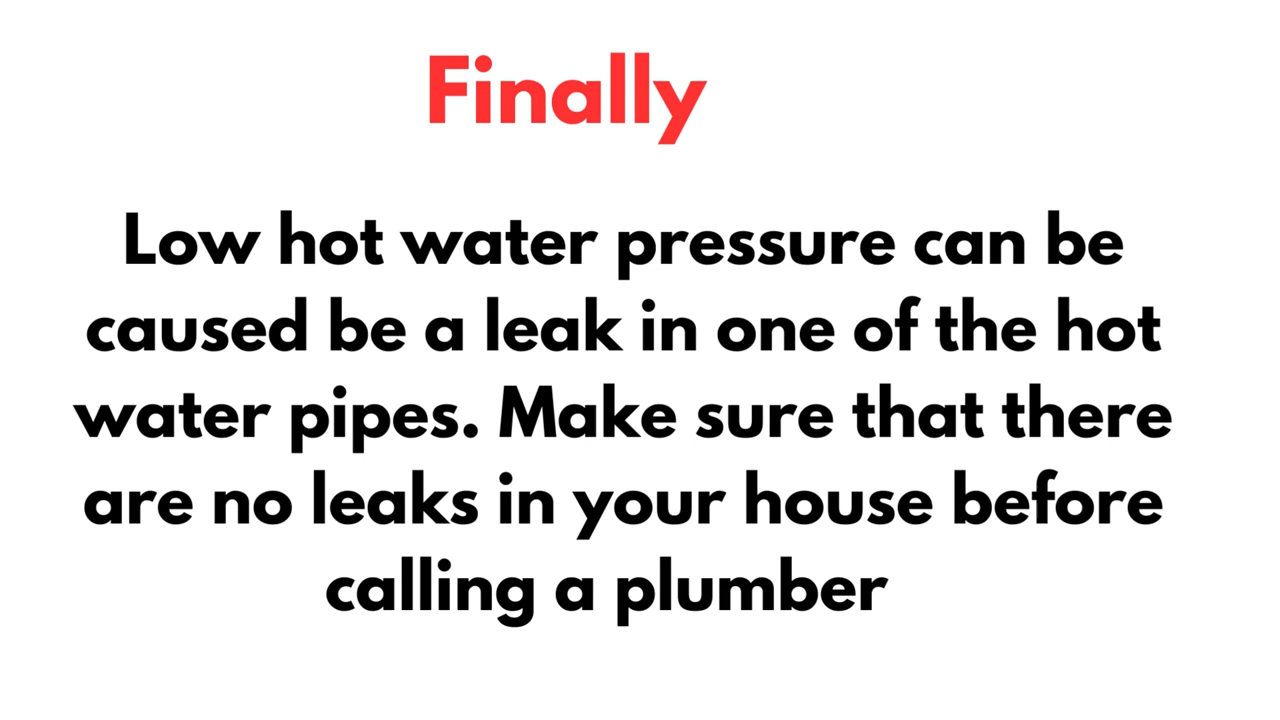 Finally
Low hot water pressure can be
caused be a leak in one of the hot
water pipes. Make sure that there
are no leaks in your house before
calling a plumber